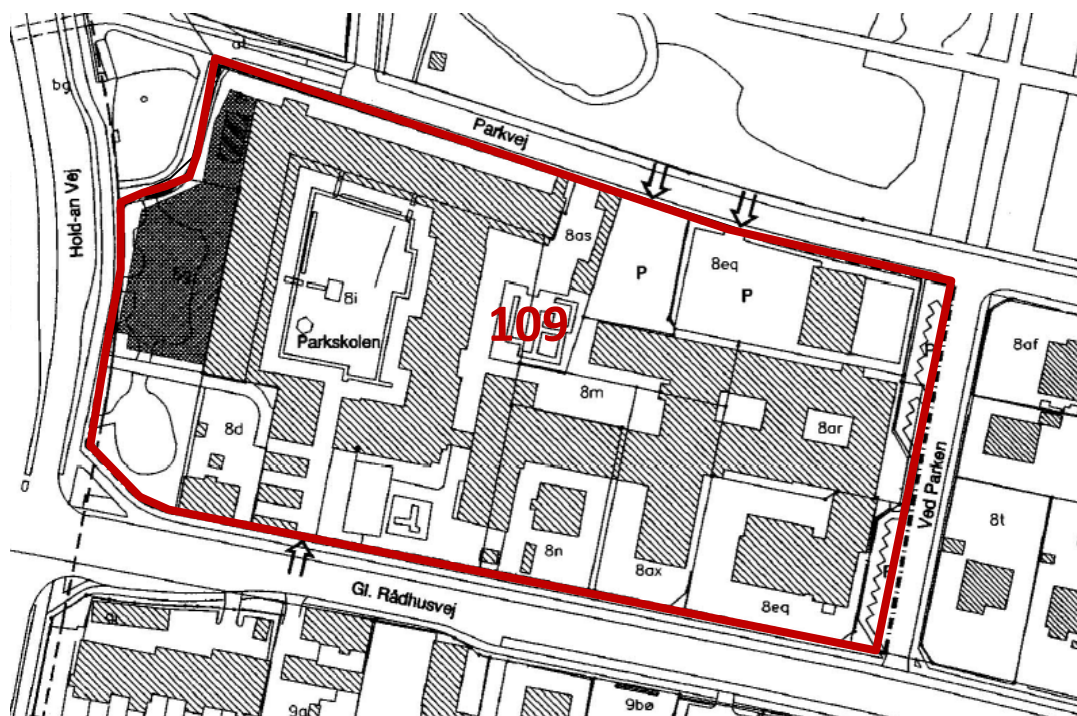 bg
Parkvej
Hold-an Vej
8as
8eq
P
P
8i
109
Parkskolen
8af
8m
8d
8ar
Ved Parken
8t
8n
8ax
8eq
Gl. Rådhusvej
9bø